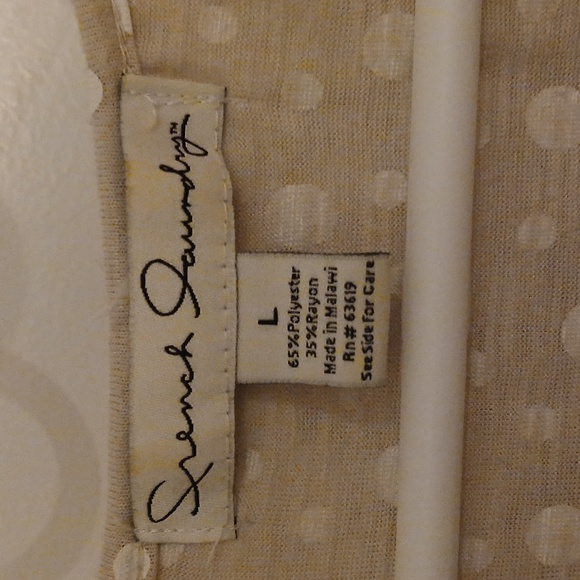 French Laundry™
L
65%Polyester
35%Rayon
Made in Malawi
Rn# 63619
See Side For Care